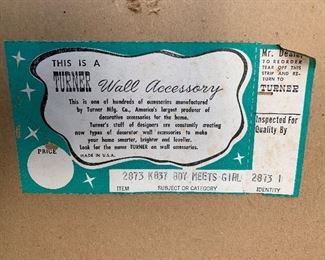 THIS IS A
TURNER Wall Accessory
This is one of hundreds of accessories manufactured
by Turner Mfg. Co., America's largest producer of
decorative accessories for the home.
Turner's staff of designers are constantly creating
new types of decorator wall accessories to make
your home smarter, brighter and lovelier.
Look for the name TURNER on wall accessories.
MADE IN U.S.A.
PRICE
Mr. Dealer
TO REORDER
TEAR OFF THIS
STRIP AND RE-
TURN TO
TURNER
Inspected For
Quality By
2873 K837 BOY MEETS GIRL 2873 I
ITEM SUBJECT OR CATEGORY IDENTITY